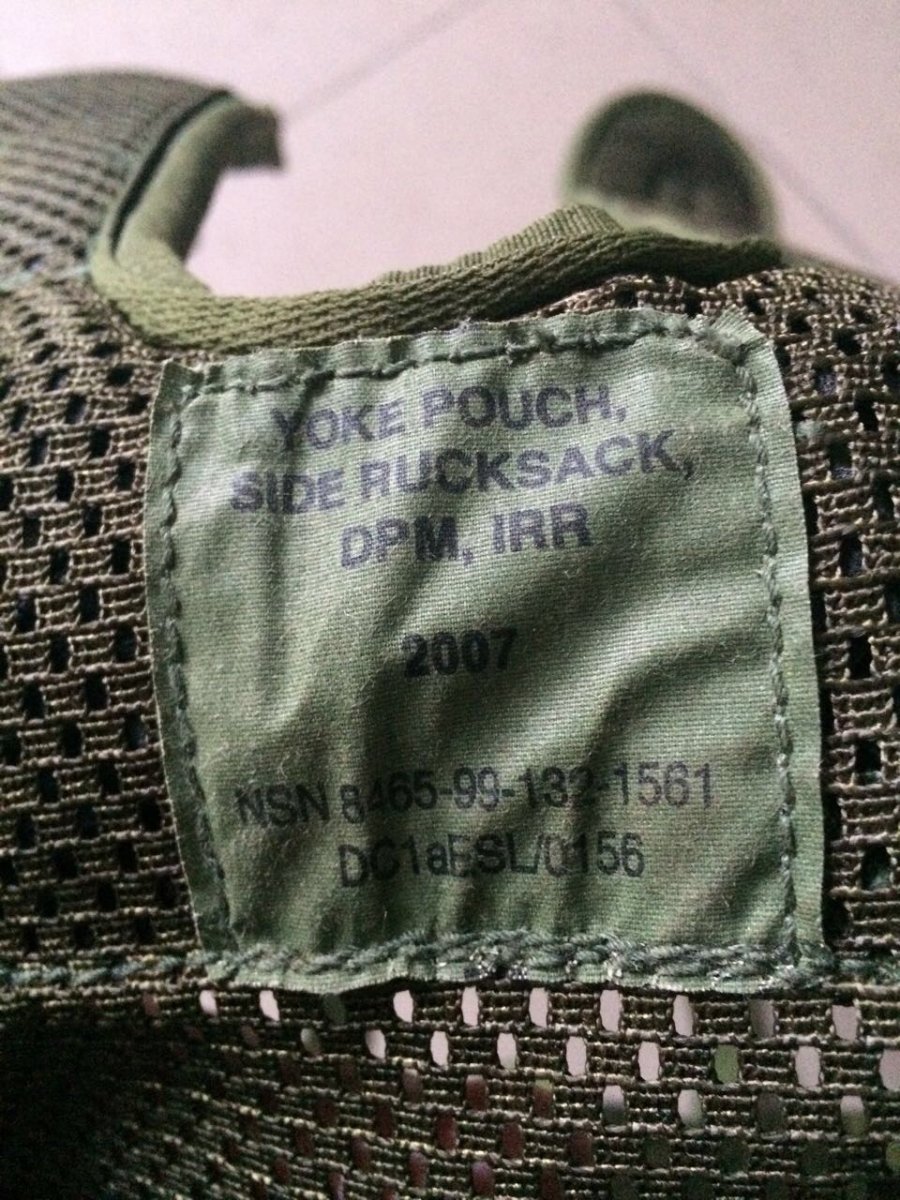 YOKE POUCH,
SIDE RUCKSACK,
DPM, IRR
2007
NSN 8465-99-132-1561
DC1aESL/0156